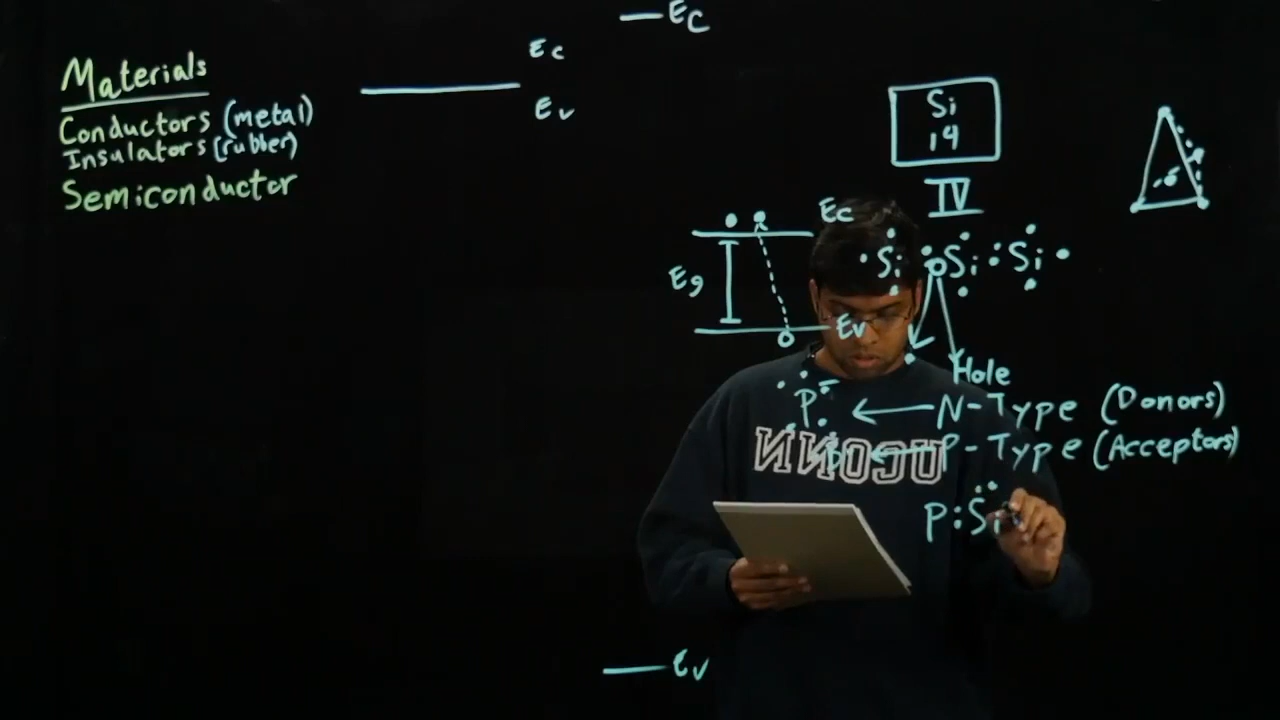 Ec
Ec
Ev
Materials
Conductors (metal)
Insulators (rubber)
Semiconductor
Si
14
IV
Ec
Eg
Ev
Si Si Si
Hole
P ← N-Type (Donors)
← P-Type (Acceptors)
UCONN
P:Si
Ev